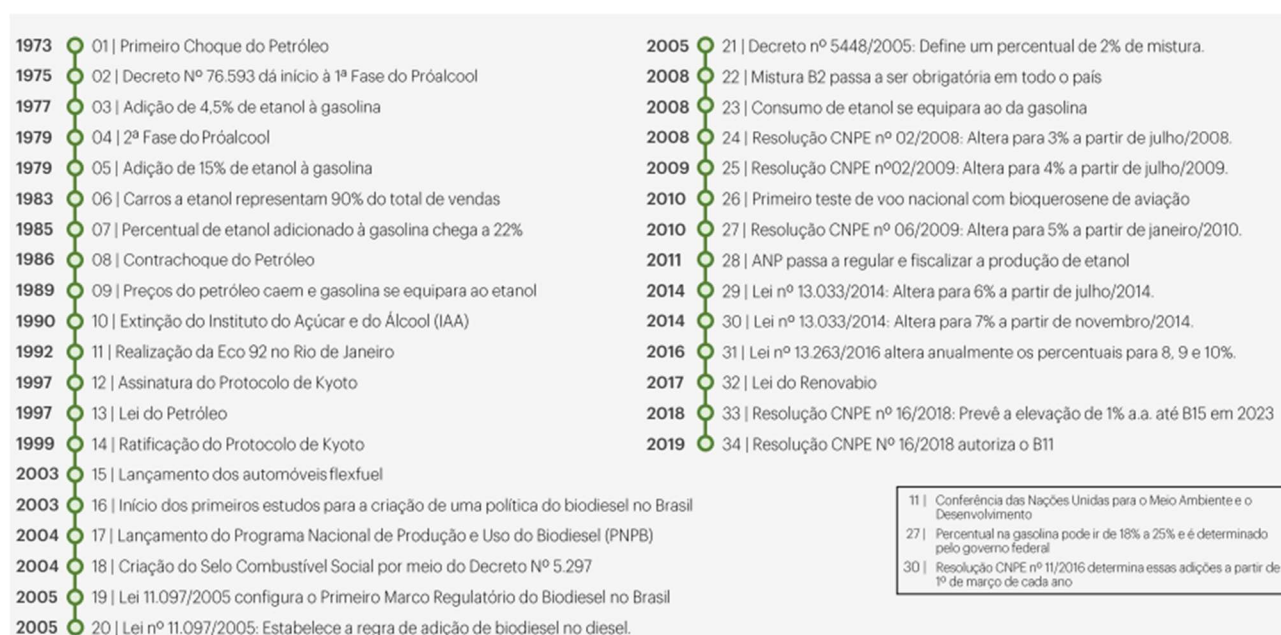 1973 01 | Primeiro Choque do Petróleo
1975 02 | Decreto Nº 76.593 dá início à 1ª Fase do Próalcool
1977 03 | Adição de 4,5% de etanol à gasolina
1979 04 | 2ª Fase do Próalcool
1979 05 | Adição de 15% de etanol à gasolina
1983 06 | Carros a etanol representam 90% do total de vendas
1985 07 | Percentual de etanol adicionado à gasolina chega a 22%
1986 08 | Contrachoque do Petróleo
1989 09 | Preços do petróleo caem e gasolina se equipara ao etanol
1990 10 | Extinção do Instituto do Açúcar e do Álcool (IAA)
1992 11 | Realização da Eco 92 no Rio de Janeiro
1997 12 | Assinatura do Protocolo de Kyoto
1997 13 | Lei do Petróleo
1999 14 | Ratificação do Protocolo de Kyoto
2003 15 | Lançamento dos automóveis flexfuel
2003 16 | Início dos primeiros estudos para a criação de uma política do biodiesel no Brasil
2004 17 | Lançamento do Programa Nacional de Produção e Uso do Biodiesel (PNPB)
2004 18 | Criação do Selo Combustível Social por meio do Decreto Nº 5.297
2005 19 | Lei 11.097/2005 configura o Primeiro Marco Regulatório do Biodiesel no Brasil
2005 20 | Lei nº 11.097/2005: Estabelece a regra de adição de biodiesel no diesel.
2005 21 | Decreto nº 5448/2005: Define um percentual de 2% de mistura.
2008 22 | Mistura B2 passa a ser obrigatória em todo o país
2008 23 | Consumo de etanol se equipara ao da gasolina
2008 24 | Resolução CNPE nº 02/2008: Altera para 3% a partir de julho/2008.
2009 25 | Resolução CNPE nº02/2009: Altera para 4% a partir de julho/2009.
2010 26 | Primeiro teste de voo nacional com bioquerosene de aviação
2010 27 | Resolução CNPE nº 06/2009: Altera para 5% a partir de janeiro/2010.
2011 28 | ANP passa a regular e fiscalizar a produção de etanol
2014 29 | Lei nº 13.033/2014: Altera para 6% a partir de julho/2014.
2014 30 | Lei nº 13.033/2014: Altera para 7% a partir de novembro/2014.
2016 31 | Lei nº 13.263/2016 altera anualmente os percentuais para 8, 9 e 10%.
2017 32 | Lei do Renovabio
2018 33 | Resolução CNPE nº 16/2018: Prevê a elevação de 1% a.a. até B15 em 2023
2019 34 | Resolução CNPE Nº 16/2018 autoriza o B11
11 | Conferência das Nações Unidas para o Meio Ambiente e o
Desenvolvimento
27 | Percentual na gasolina pode ir de 18% a 25% e é determinado
pelo governo federal
30 | Resolução CNPE nº 11/2016 determina essas adições a partir de
1º de março de cada ano